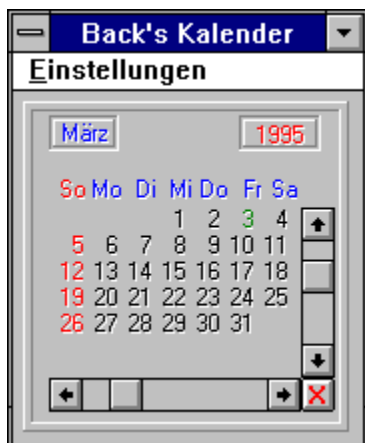 Back's Kalender
Einstellungen
März 1995
So Mo Di Mi Do Fr Sa
1 2 3 4
5 6 7 8 9 10 11
12 13 14 15 16 17 18
19 20 21 22 23 24 25
26 27 28 29 30 31
X